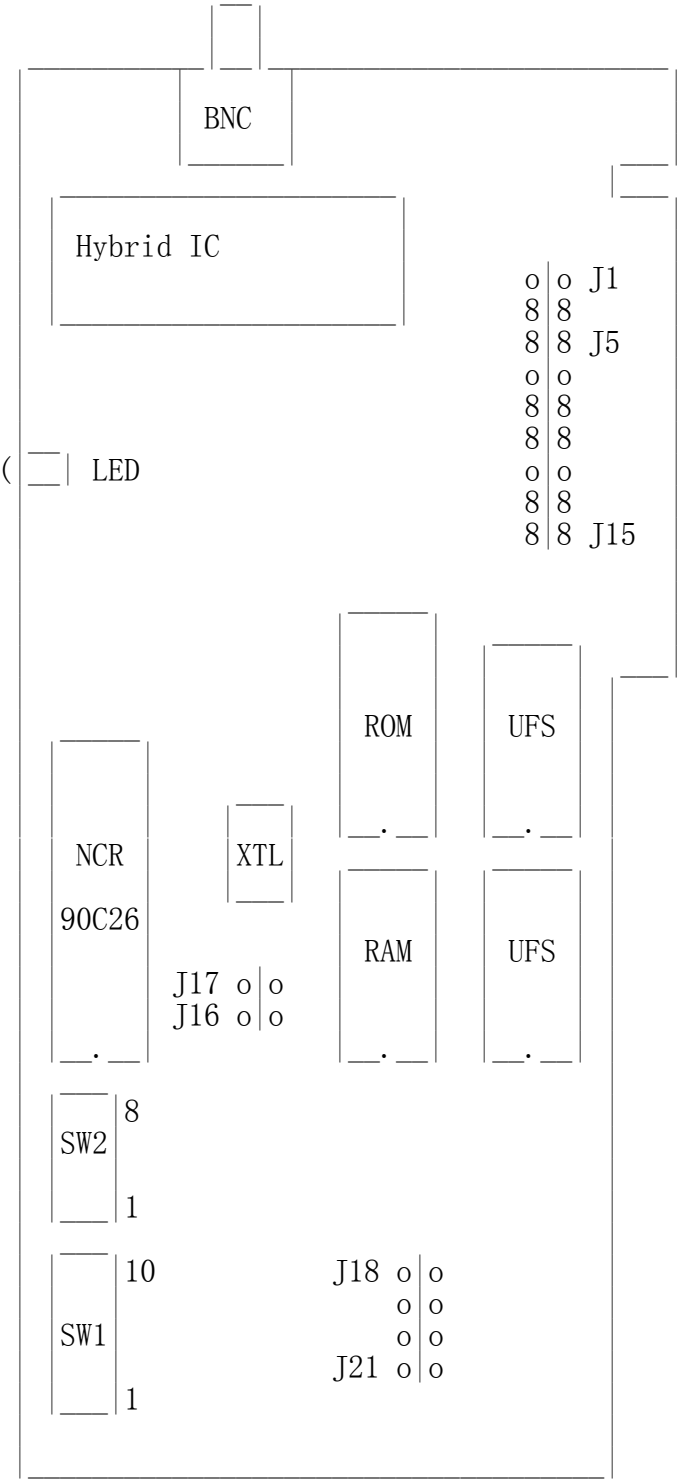 BNC
Hybrid IC
o o J1
8 8
8 8 J5
o o
8 8
8 8
( LED
o o
8 8
8 8 J15
ROM UFS
NCR XTL
90C26
RAM UFS
J17 o o
J16 o o
8
SW2
1
10
J18 o o
o o
SW1
o o
J21 o o
1